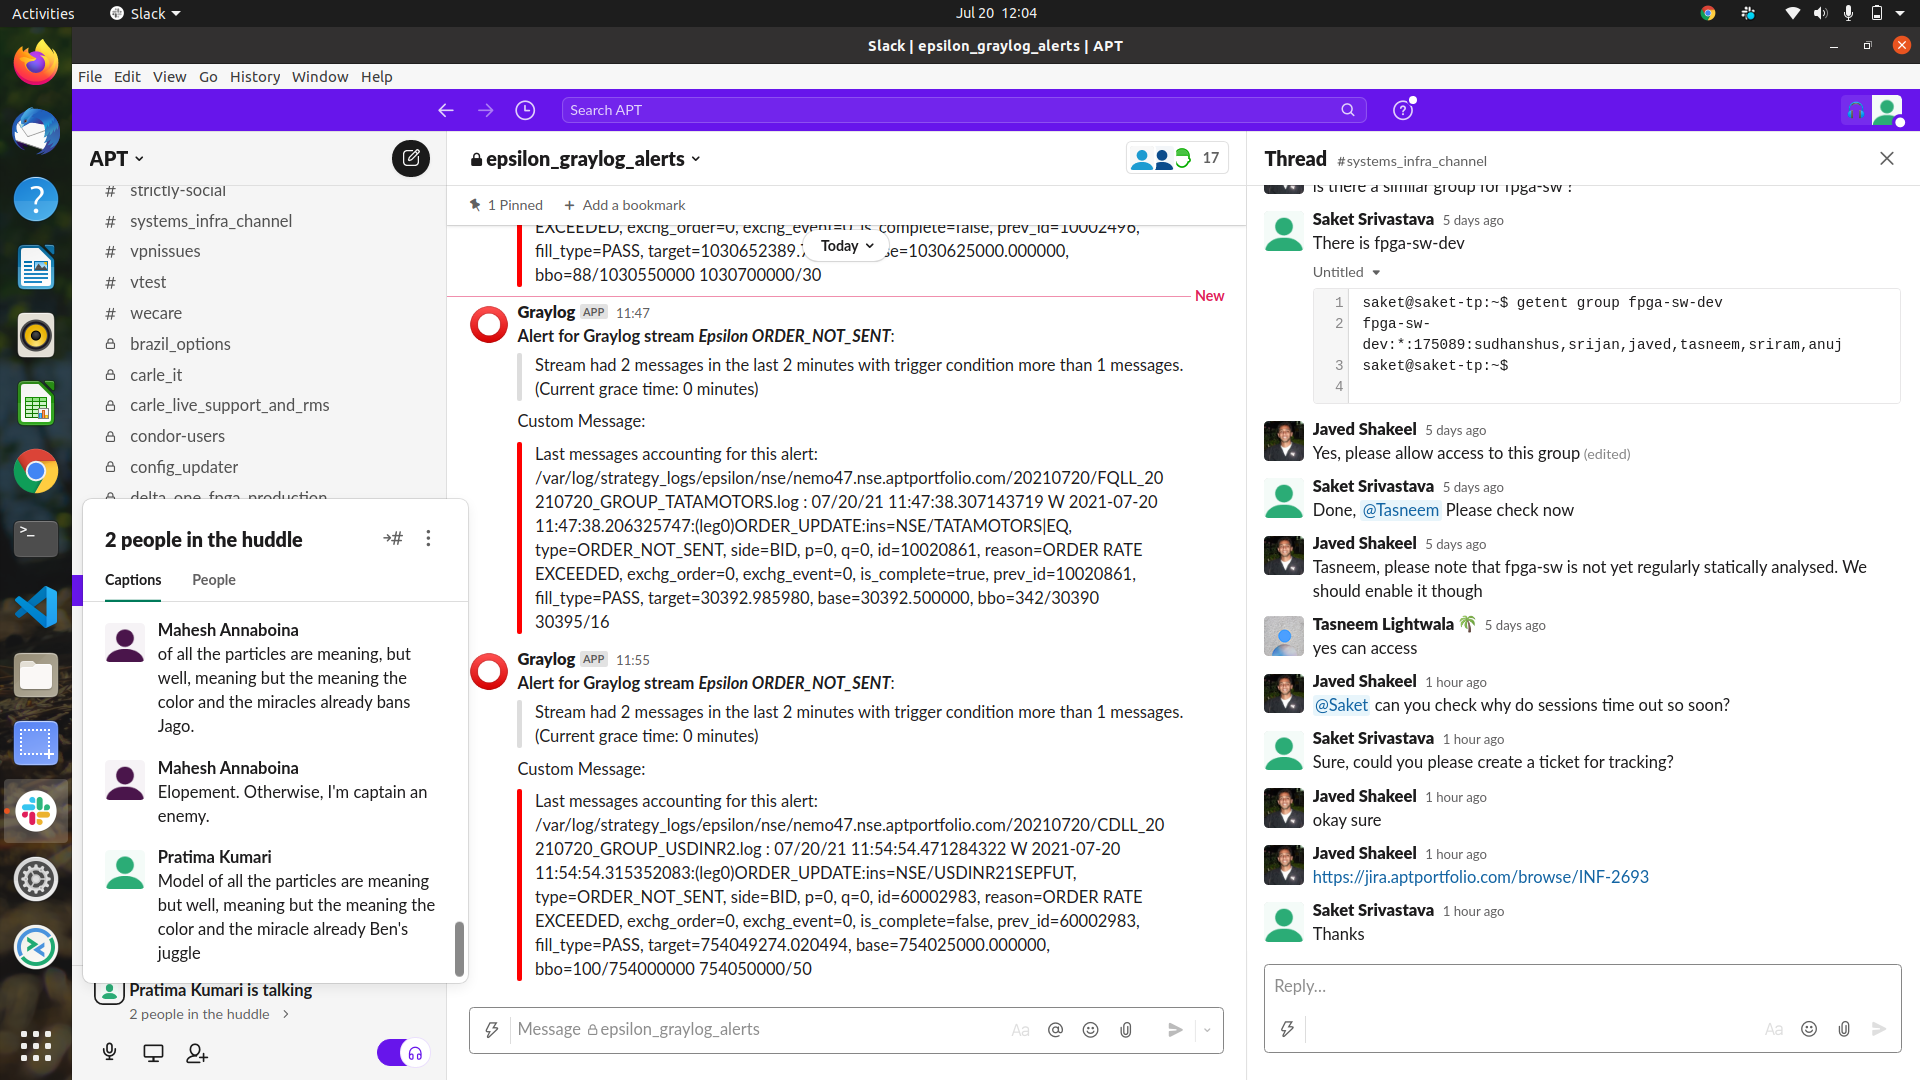 Activities
Slack
Jul 20 12:04
Slack | epsilon_graylog_alerts | APT
File Edit View Go History Window Help
Search APT
APT
# strictly-social
# systems_infra_channel
# vpnissues
# vtest
# wecare
brazil_options
carle_it
carle_live_support_and_rms
condor-users
config_updater
delta_one_fpga_production
2 people in the huddle
Captions People
Mahesh Annaboina
of all the particles are meaning, but
well, meaning but the meaning the
color and the miracles already bans
Jago.
Mahesh Annaboina
Elopement. Otherwise, I'm captain an
enemy.
Pratima Kumari
Model of all the particles are meaning
but well, meaning but the meaning the
color and the miracle already Ben's
juggle
Pratima Kumari is talking
2 people in the huddle
epsilon_graylog_alerts
17
1 Pinned
+ Add a bookmark
EXCEEDED, exchg_order=0, exchg_event=0, is_complete=false, prev_id=10002496,
fill_type=PASS, target=1030652389. base=1030625000.000000,
bbo=88/1030550000 1030700000/30
Today
New
Graylog APP 11:47
Alert for Graylog stream Epsilon ORDER_NOT_SENT:
Stream had 2 messages in the last 2 minutes with trigger condition more than 1 messages.
(Current grace time: 0 minutes)
Custom Message:
Last messages accounting for this alert:
/var/log/strategy_logs/epsilon/nse/nemo47.nse.aptportfolio.com/20210720/FQLL_20
210720_GROUP_TATAMOTORS.log : 07/20/21 11:47:38.307143719 W 2021-07-20
11:47:38.206325747:(leg0)ORDER_UPDATE:ins=NSE/TATAMOTORS|EQ,
type=ORDER_NOT_SENT, side=BID, p=0, q=0, id=10020861, reason=ORDER RATE
EXCEEDED, exchg_order=0, exchg_event=0, is_complete=true, prev_id=10020861,
fill_type=PASS, target=30392.985980, base=30392.500000, bbo=342/30390
30395/16
Graylog APP 11:55
Alert for Graylog stream Epsilon ORDER_NOT_SENT:
Stream had 2 messages in the last 2 minutes with trigger condition more than 1 messages.
(Current grace time: 0 minutes)
Custom Message:
Last messages accounting for this alert:
/var/log/strategy_logs/epsilon/nse/nemo47.nse.aptportfolio.com/20210720/CDLL_20
210720_GROUP_USDINR2.log : 07/20/21 11:54:54.471284322 W 2021-07-20
11:54:54.315352083:(leg0)ORDER_UPDATE:ins=NSE/USDINR21SEPFUT,
type=ORDER_NOT_SENT, side=BID, p=0, q=0, id=60002983, reason=ORDER RATE
EXCEEDED, exchg_order=0, exchg_event=0, is_complete=false, prev_id=60002983,
fill_type=PASS, target=754049274.020494, base=754025000.000000,
bbo=100/754000000 754050000/50
Message epsilon_graylog_alerts
Thread #systems_infra_channel
is there a similar group for fpga-sw ?
Saket Srivastava 5 days ago
There is fpga-sw-dev
Untitled
1 saket@saket-tp:~$ getent group fpga-sw-dev
2 fpga-sw-
dev:*:175089:sudhanshus,srijan,javed,tasneem,sriram,anuj
3 saket@saket-tp:~$
4
Javed Shakeel 5 days ago
Yes, please allow access to this group (edited)
Saket Srivastava 5 days ago
Done, @Tasneem Please check now
Javed Shakeel 5 days ago
Tasneem, please note that fpga-sw is not yet regularly statically analysed. We
should enable it though
Tasneem Lightwala 5 days ago
yes can access
Javed Shakeel 1 hour ago
@Saket can you check why do sessions time out so soon?
Saket Srivastava 1 hour ago
Sure, could you please create a ticket for tracking?
Javed Shakeel 1 hour ago
okay sure
Javed Shakeel 1 hour ago
https://jira.aptportfolio.com/browse/INF-2693
Saket Srivastava 1 hour ago
Thanks
Reply...